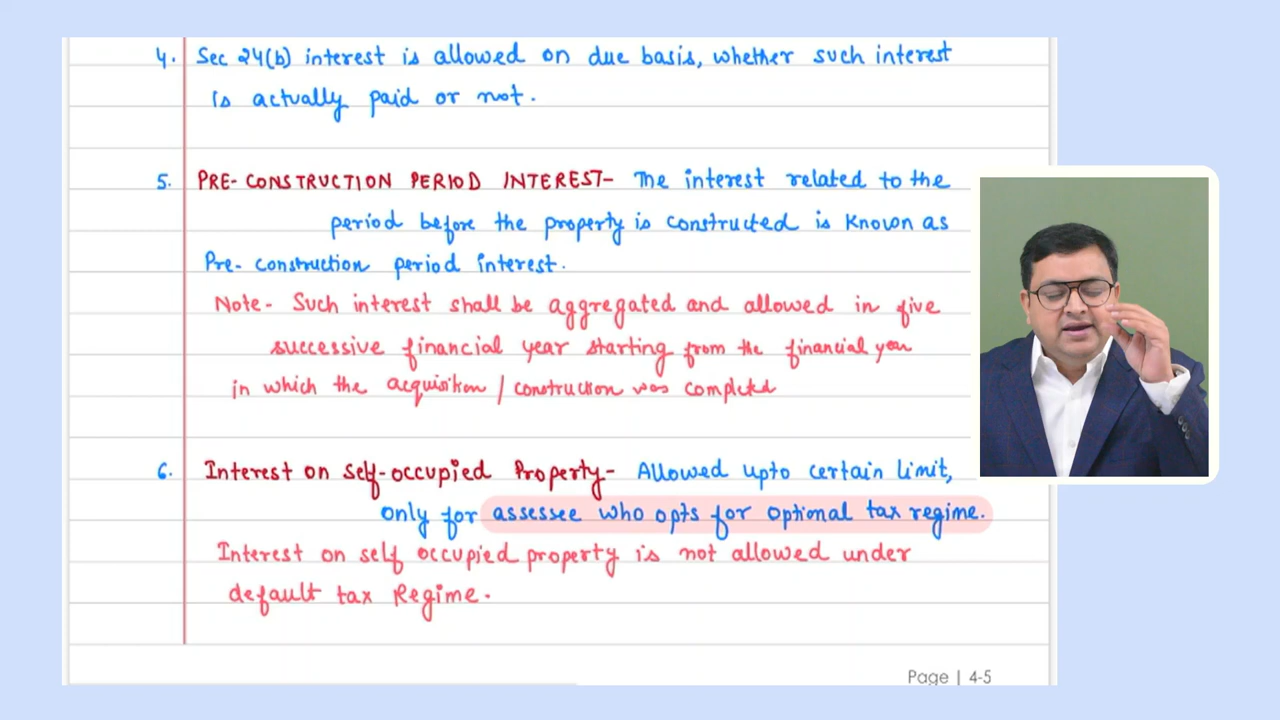 4. Sec 24(b) interest is allowed on due basis, whether such interest
is actually paid or not.
5. PRE-CONSTRUCTION PERIOD INTEREST- The interest related to the
period before the property is constructed is known as
Pre-construction period interest.
Note- Such interest shall be aggregated and allowed in five
successive financial year starting from the financial year
in which the acquisition / construction was completed
6. Interest on self-occupied Property- Allowed upto certain limit,
only for assessee who opts for optional tax regime.
Interest on self occupied property is not allowed under
default tax Regime.
Page | 4-5